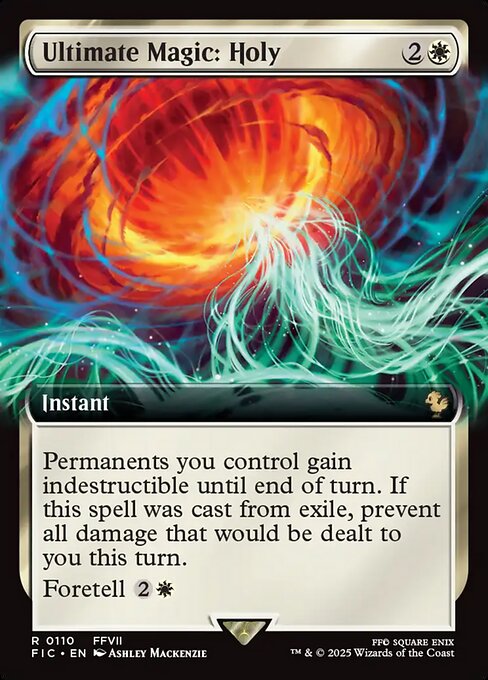 Ultimate Magic: Holy 2
Instant
Permanents you control gain
indestructible until end of turn. If
this spell was cast from exile, prevent
all damage that would be dealt to
you this turn.
Foretell 2
R 0110 FFVII
FIC • EN Ashley Mackenzie
FF© SQUARE ENIX
™ & © 2025 Wizards of the Coast